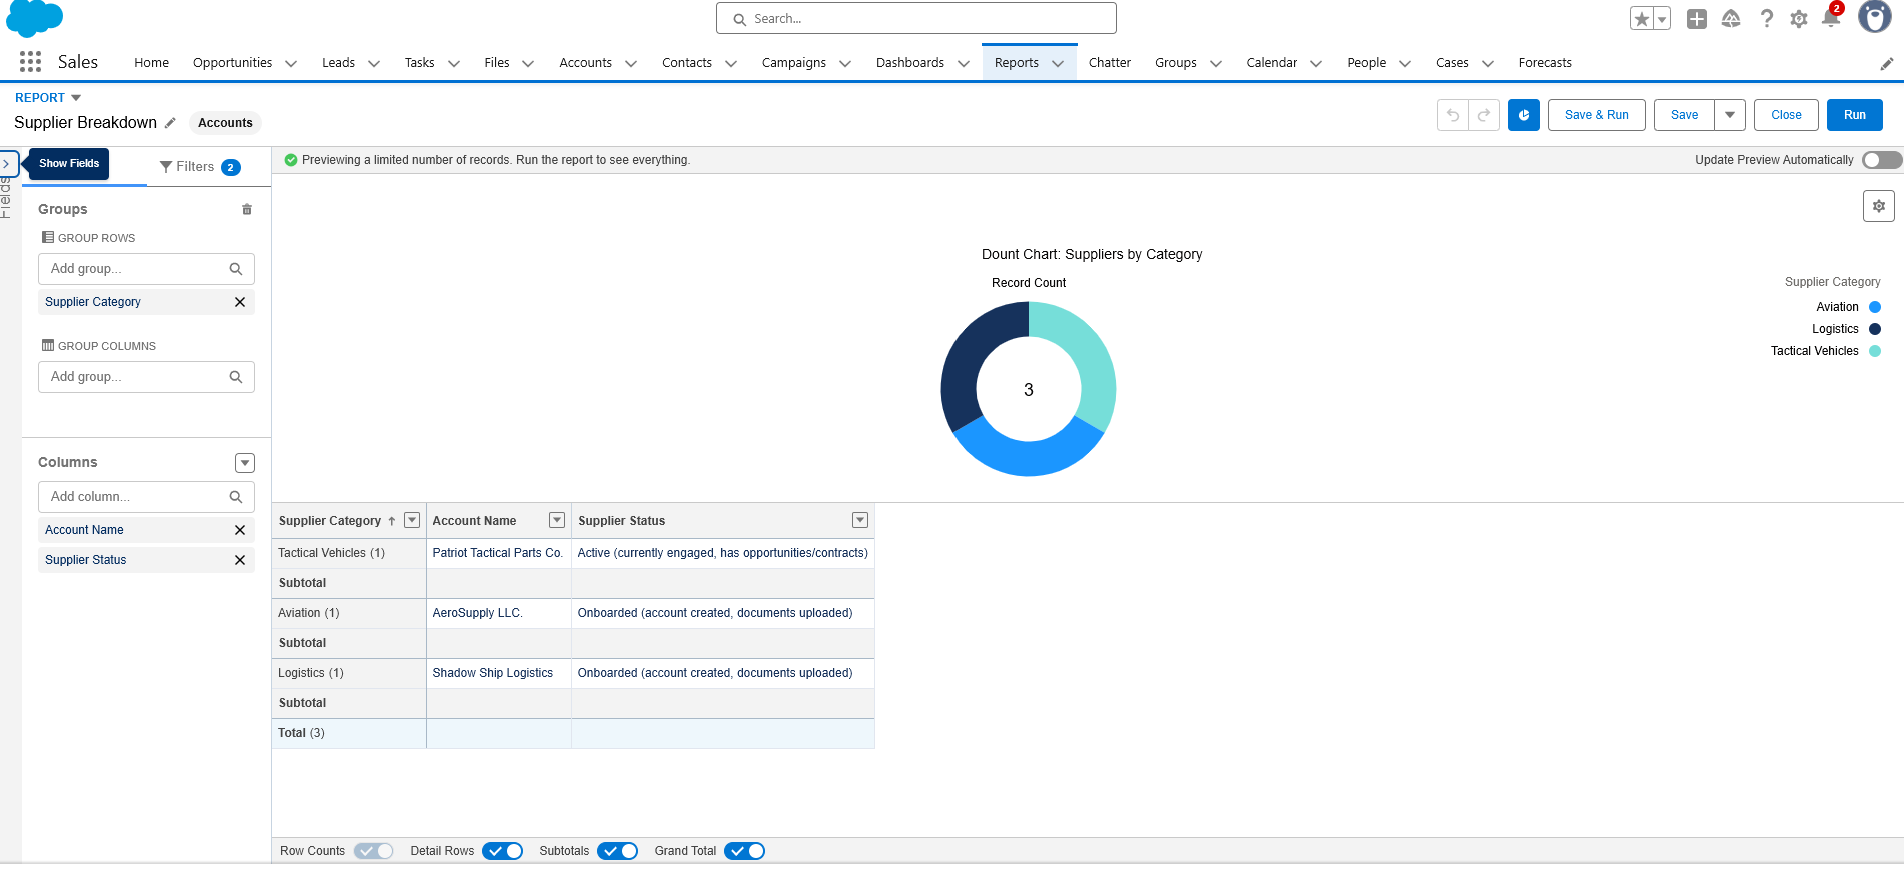 Search...
2
Sales
Home Opportunities Leads Tasks Files Accounts Contacts Campaigns Dashboards Reports Chatter Groups Calendar People Cases Forecasts
REPORT
Supplier Breakdown Accounts
Save & Run Save Close Run
Fields
Show Fields
Filters 2
Previewing a limited number of records. Run the report to see everything.
Update Preview Automatically
Groups
GROUP ROWS
Add group...
Supplier Category
GROUP COLUMNS
Add group...
Columns
Add column...
Account Name
Supplier Status
Dount Chart: Suppliers by Category
Record Count
3
Supplier Category
Aviation
Logistics
Tactical Vehicles
Supplier Category Account Name Supplier Status
Tactical Vehicles (1) Patriot Tactical Parts Co. Active (currently engaged, has opportunities/contracts)
Subtotal
Aviation (1) AeroSupply LLC. Onboarded (account created, documents uploaded)
Subtotal
Logistics (1) Shadow Ship Logistics Onboarded (account created, documents uploaded)
Subtotal
Total (3)
Row Counts Detail Rows Subtotals Grand Total